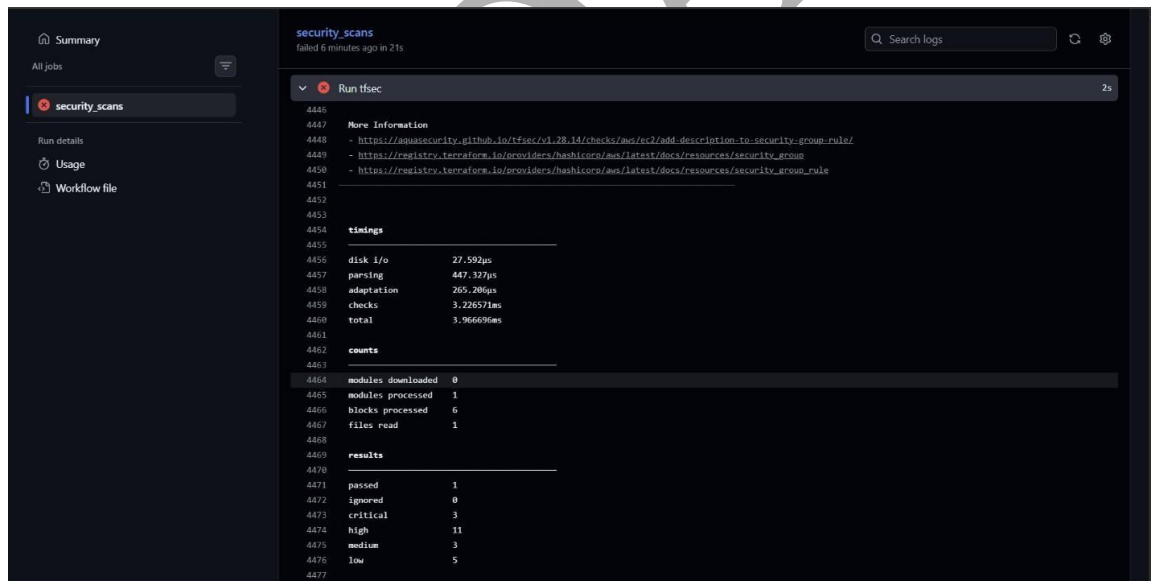 Summary
All jobs
security_scans
Run details
Usage
Workflow file
security_scans
failed 6 minutes ago in 21s
Search logs
Run tfsec 2s
4446
4447 More Information
4448 - https://aquasecurity.github.io/tfsec/v1.28.14/checks/aws/ec2/add-description-to-security-group-rule/
4449 - https://registry.terraform.io/providers/hashicorp/aws/latest/docs/resources/security_group
4450 - https://registry.terraform.io/providers/hashicorp/aws/latest/docs/resources/security_group_rule
4451
4452
4453
4454 timings
4455
4456 disk i/o 27.592µs
4457 parsing 447.327µs
4458 adaptation 265.206µs
4459 checks 3.226571ms
4460 total 3.966696ms
4461
4462 counts
4463
4464 modules downloaded 0
4465 modules processed 1
4466 blocks processed 6
4467 files read 1
4468
4469 results
4470
4471 passed 1
4472 ignored 0
4473 critical 3
4474 high 11
4475 medium 3
4476 low 5
4477